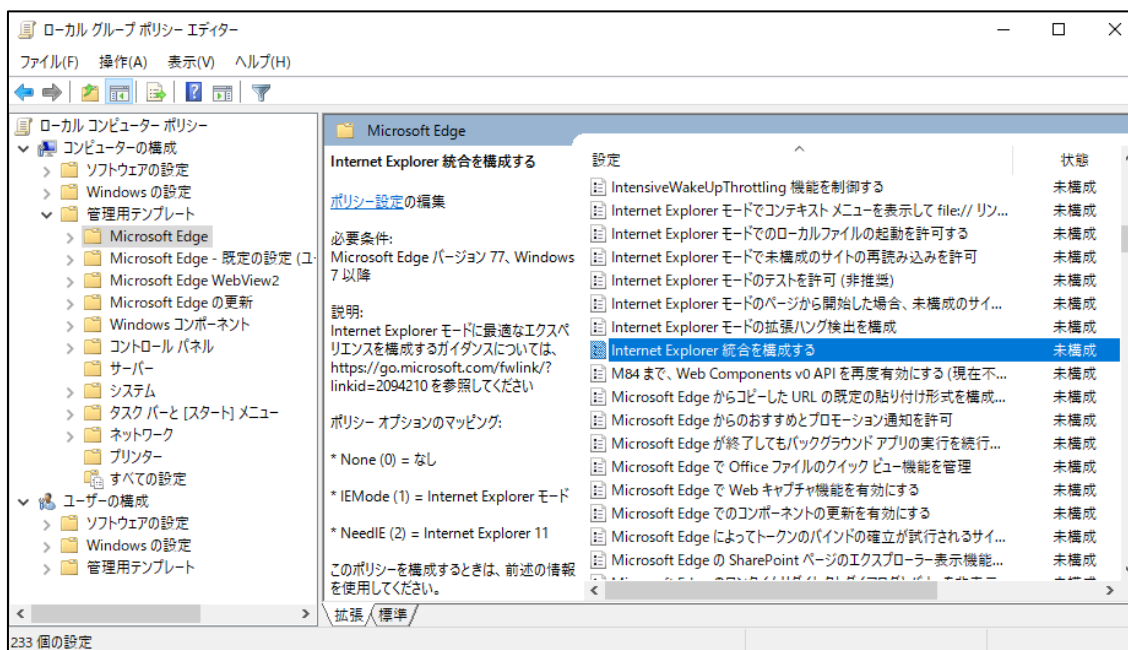 ローカル グループ ポリシー エディター
ファイル(F) 操作(A) 表示(V) ヘルプ(H)
ローカル コンピューター ポリシー
コンピューターの構成
ソフトウェアの設定
Windows の設定
管理用テンプレート
Microsoft Edge
Microsoft Edge - 既定の設定 (ユ
Microsoft Edge WebView2
Microsoft Edge の更新
Windows コンポーネント
コントロール パネル
サーバー
システム
タスク バーと [スタート] メニュー
ネットワーク
プリンター
すべての設定
ユーザーの構成
ソフトウェアの設定
Windows の設定
管理用テンプレート
Microsoft Edge
Internet Explorer 統合を構成する
ポリシー設定の編集
必要条件:
Microsoft Edge バージョン 77、Windows
7 以降
説明:
Internet Explorer モードに最適なエクスペ
リエンスを構成するガイダンスについては、
https://go.microsoft.com/fwlink/?
linkid=2094210 を参照してください
ポリシー オプションのマッピング:
* None (0) = なし
* IEMode (1) = Internet Explorer モード
* NeedIE (2) = Internet Explorer 11
このポリシーを構成するときは、前述の情報
を使用してください。
設定 状態
IntensiveWakeUpThrottling 機能を制御する 未構成
Internet Explorer モードでコンテキスト メニューを表示して file:// リン... 未構成
Internet Explorer モードでのローカルファイルの起動を許可する 未構成
Internet Explorer モードで未構成のサイトの再読み込みを許可 未構成
Internet Explorer モードのテストを許可 (非推奨) 未構成
Internet Explorer モードのページから開始した場合、未構成のサイ... 未構成
Internet Explorer モードの拡張ハング検出を構成 未構成
Internet Explorer 統合を構成する 未構成
M84 まで、Web Components v0 API を再度有効にする (現在不... 未構成
Microsoft Edge からコピーした URL の既定の貼り付け形式を構成... 未構成
Microsoft Edge からのおすすめとプロモーション通知を許可 未構成
Microsoft Edge が終了してもバックグラウンド アプリの実行を続行... 未構成
Microsoft Edge で Office ファイルのクイック ビュー機能を管理 未構成
Microsoft Edge で Web キャプチャ機能を有効にする 未構成
Microsoft Edge でのコンポーネントの更新を有効にする 未構成
Microsoft Edge によってトークンのバインドの確立が試行されるサイ... 未構成
Microsoft Edge の SharePoint ページのエクスプローラー表示機能... 未構成
拡張 標準
233 個の設定